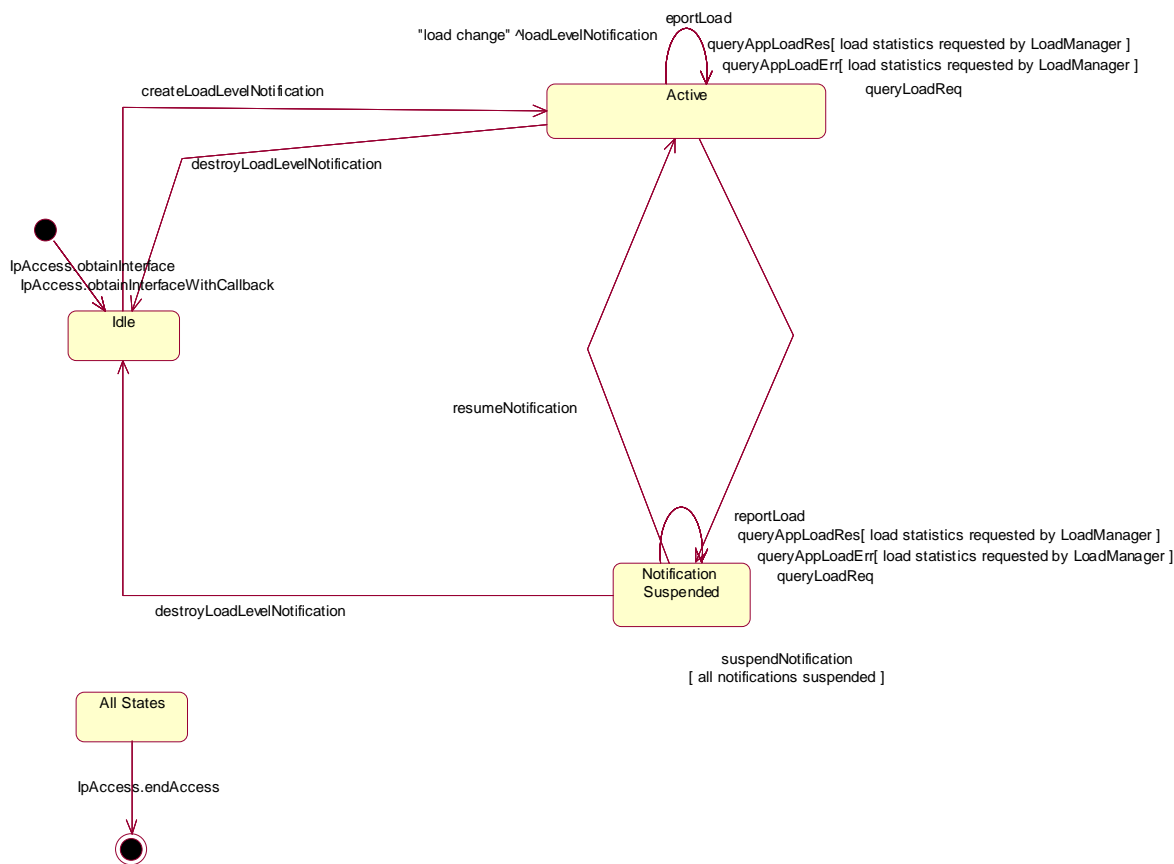 eportLoad
"load change" ^loadLevelNotification
queryAppLoadRes[ load statistics requested by LoadManager ]
queryAppLoadErr[ load statistics requested by LoadManager ]
queryLoadReq
Active
createLoadLevelNotification
destroyLoadLevelNotification
IpAccess.obtainInterface
IpAccess.obtainInterfaceWithCallback
Idle
resumeNotification
reportLoad
queryAppLoadRes[ load statistics requested by LoadManager ]
queryAppLoadErr[ load statistics requested by LoadManager ]
queryLoadReq
Notification
Suspended
destroyLoadLevelNotification
suspendNotification
[ all notifications suspended ]
All States
IpAccess.endAccess